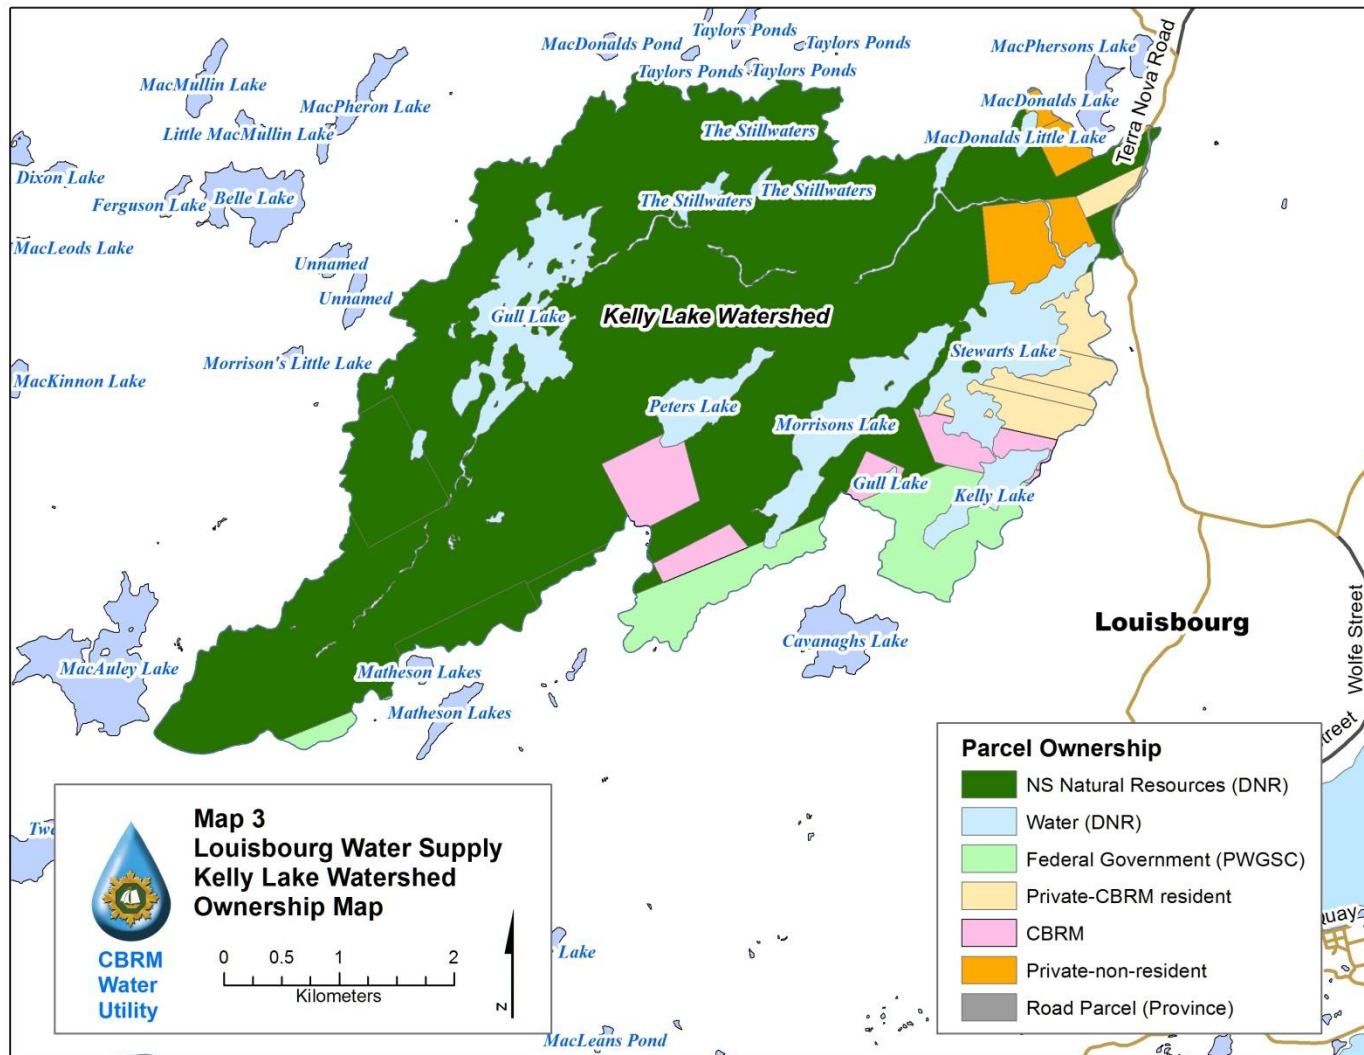 Taylors Ponds
MacDonalds Pond
Taylors Ponds
MacPhersons Lake
Taylors Ponds
Taylors Ponds
MacMullin Lake
MacPheron Lake
MacDonalds Lake
Terra Nova Road
Little MacMullin Lake
The Stillwaters
MacDonalds Little Lake
Dixon Lake
Ferguson Lake
Belle Lake
The Stillwaters
The Stillwaters
MacLeods Lake
Unnamed
Unnamed
Gull Lake
Kelly Lake Watershed
Stewarts Lake
Morrison's Little Lake
MacKinnon Lake
Peters Lake
Morrisons Lake
Gull Lake
Kelly Lake
Louisbourg
Wolfe Street
Cavanaghs Lake
MacAuley Lake
Matheson Lakes
Matheson Lakes
Parcel Ownership
NS Natural Resources (DNR)
Water (DNR)
Federal Government (PWGSC)
Private-CBRM resident
CBRM
Private-non-resident
Road Parcel (Province)
treet
Quay
Map 3
Louisbourg Water Supply
Kelly Lake Watershed
Ownership Map
CBRM
Water
Utility
0 0.5 1 2
Kilometers
z
Lake
MacLeans Pond